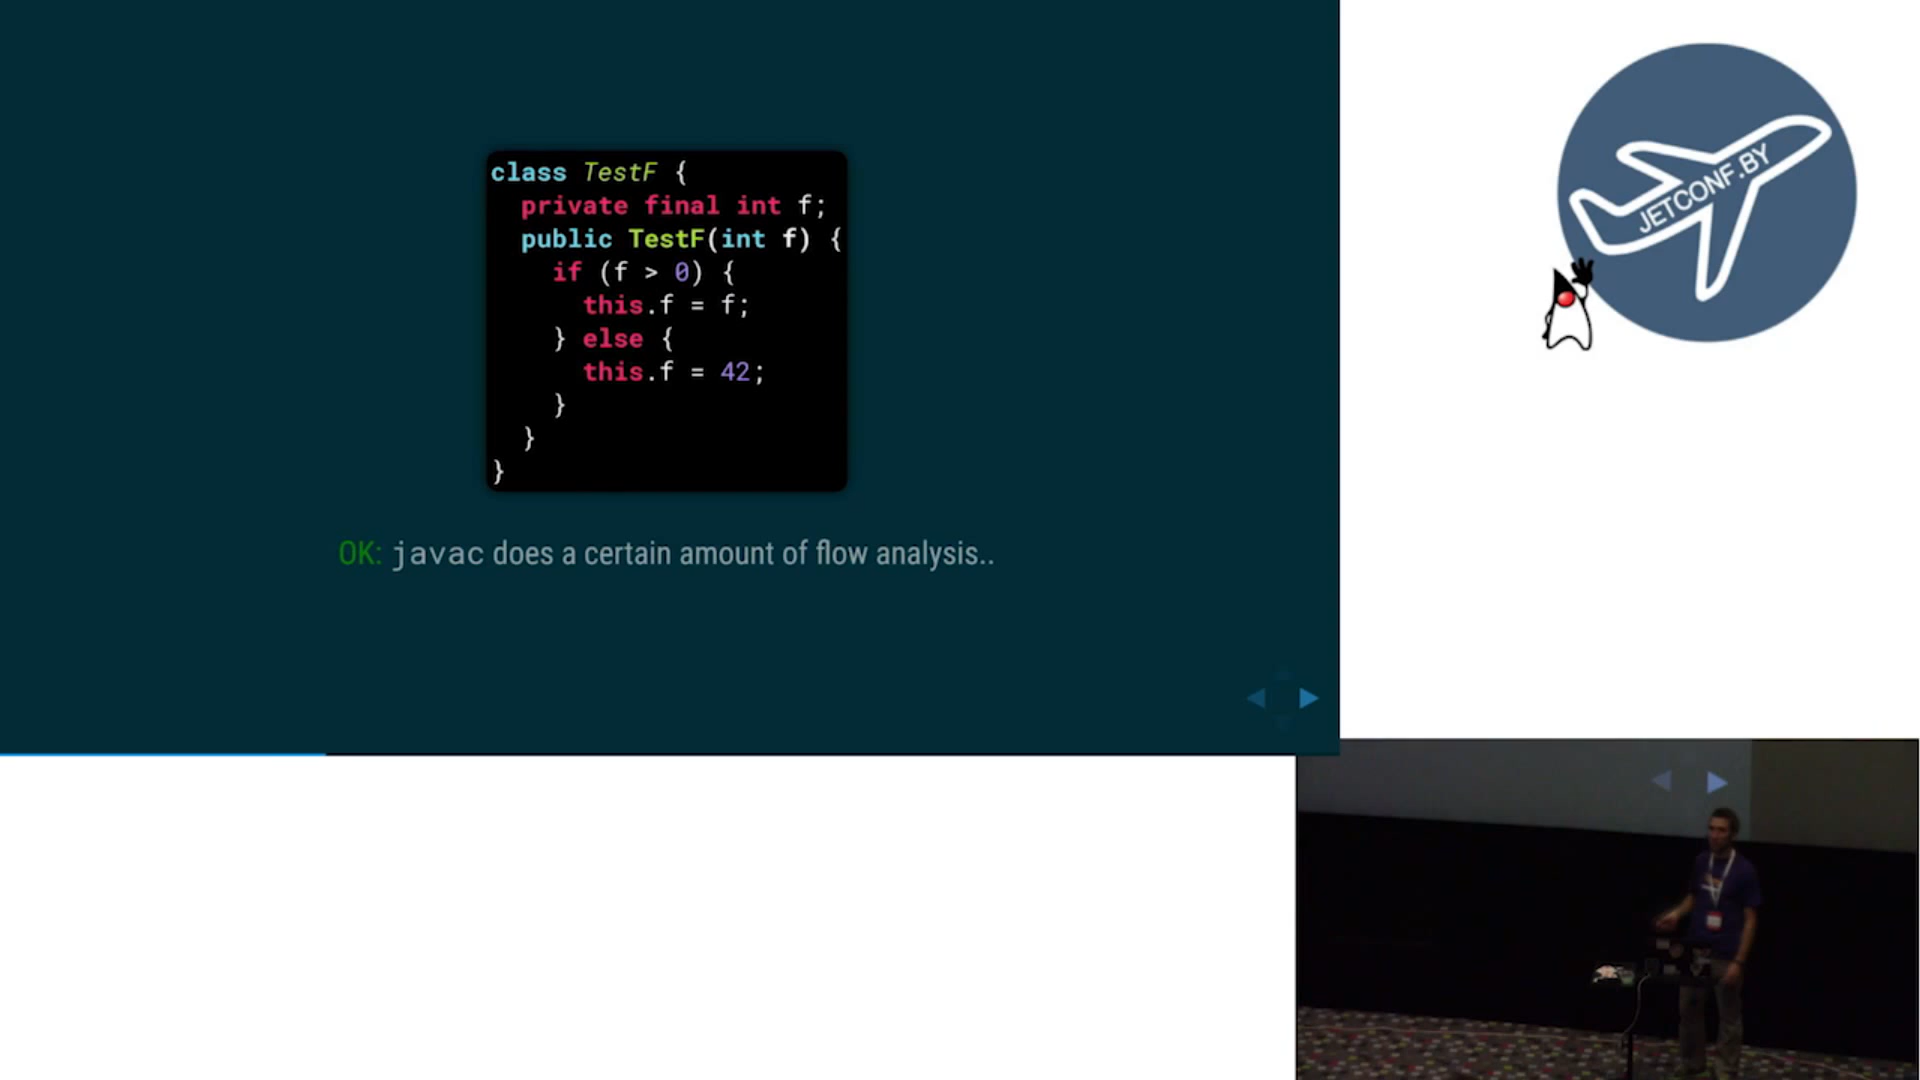 class TestF {
private final int f;
public TestF(int f) {
if (f > 0) {
this.f = f;
} else {
this.f = 42;
}
}
}
OK: javac does a certain amount of flow analysis..
JETCONF.BY